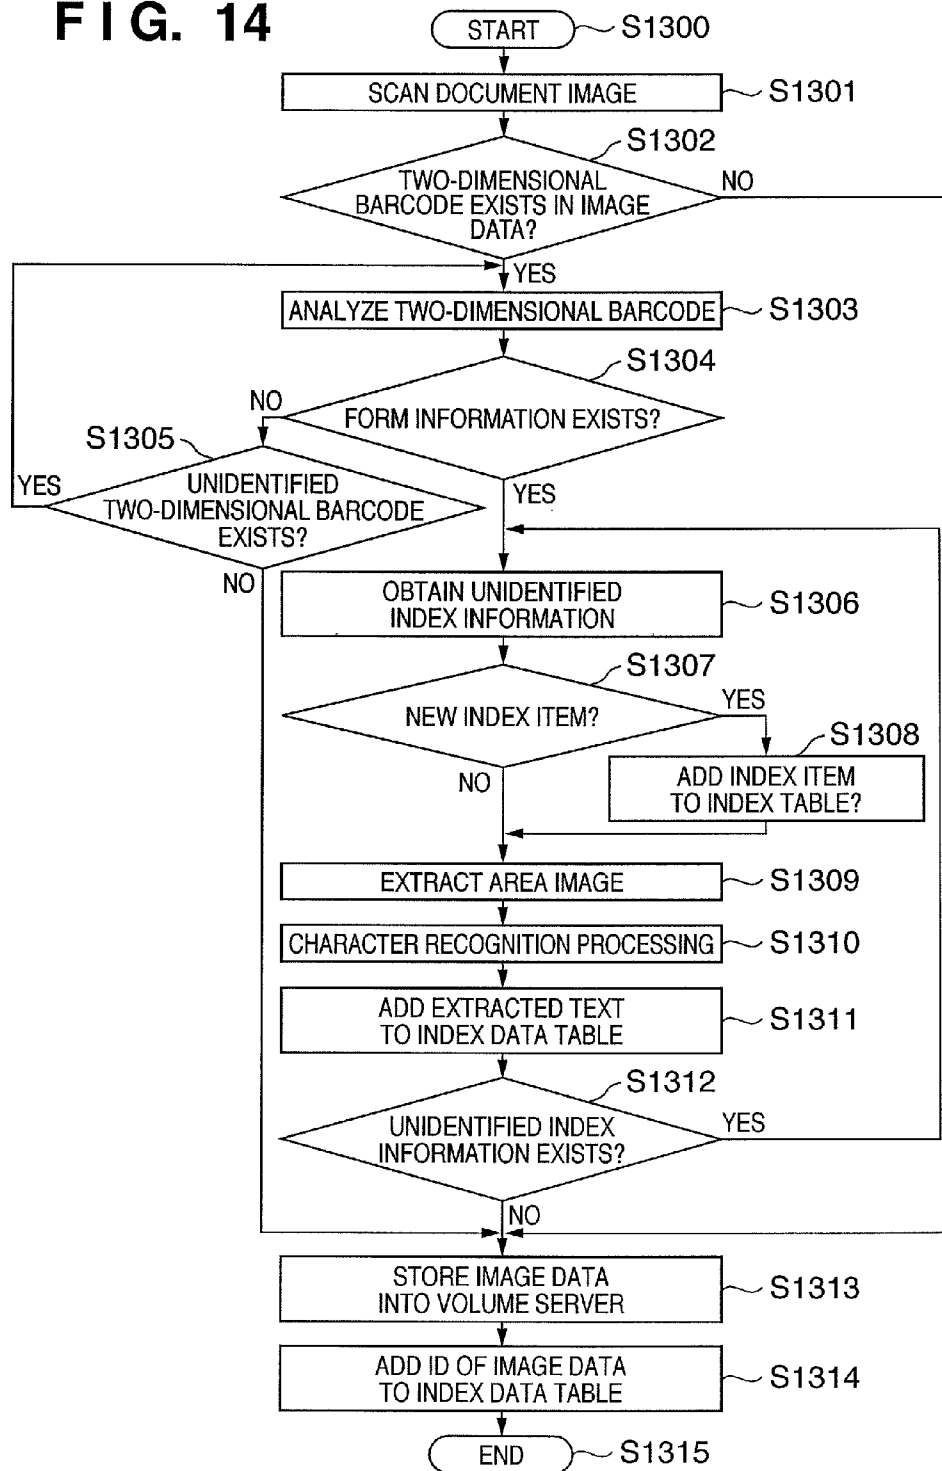 FIG. 14
START
S1300
SCAN DOCUMENT IMAGE
S1301
S1302
TWO-DIMENSIONAL
BARCODE EXISTS IN IMAGE
DATA?
NO
YES
ANALYZE TWO-DIMENSIONAL BARCODE
S1303
S1304
FORM INFORMATION EXISTS?
NO
S1305
YES
UNIDENTIFIED
TWO-DIMENSIONAL BARCODE
EXISTS?
YES
NO
OBTAIN UNIDENTIFIED
INDEX INFORMATION
S1306
S1307
NEW INDEX ITEM?
YES
S1308
NO
ADD INDEX ITEM
TO INDEX TABLE?
EXTRACT AREA IMAGE
S1309
CHARACTER RECOGNITION PROCESSING
S1310
ADD EXTRACTED TEXT
TO INDEX DATA TABLE
S1311
S1312
UNIDENTIFIED INDEX
INFORMATION EXISTS?
YES
NO
STORE IMAGE DATA
INTO VOLUME SERVER
S1313
ADD ID OF IMAGE DATA
TO INDEX DATA TABLE
S1314
END
S1315